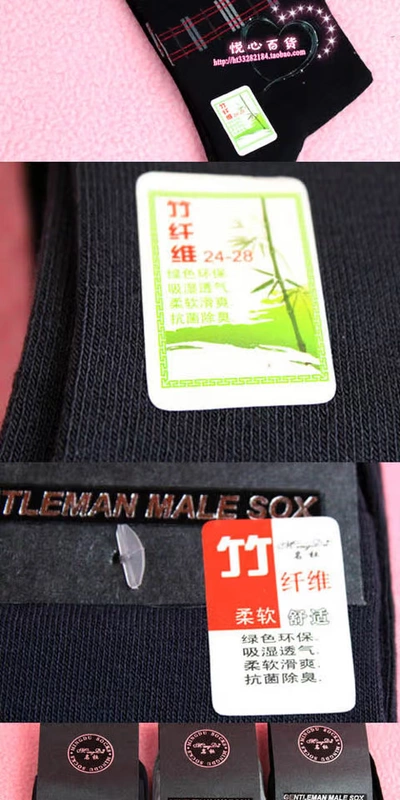 悦心百货
http://ht33282184.taobao.com
竹
纤
维
竹
纤
维 24-28
绿色环保
吸湿透气
柔软滑爽
抗菌除臭.
TLEMAN MALE SOX
竹
纤维
柔软 舒适
绿色环保.
吸湿透气.
柔软滑爽.
抗菌除臭.
GENTLEMAN MALE SOX